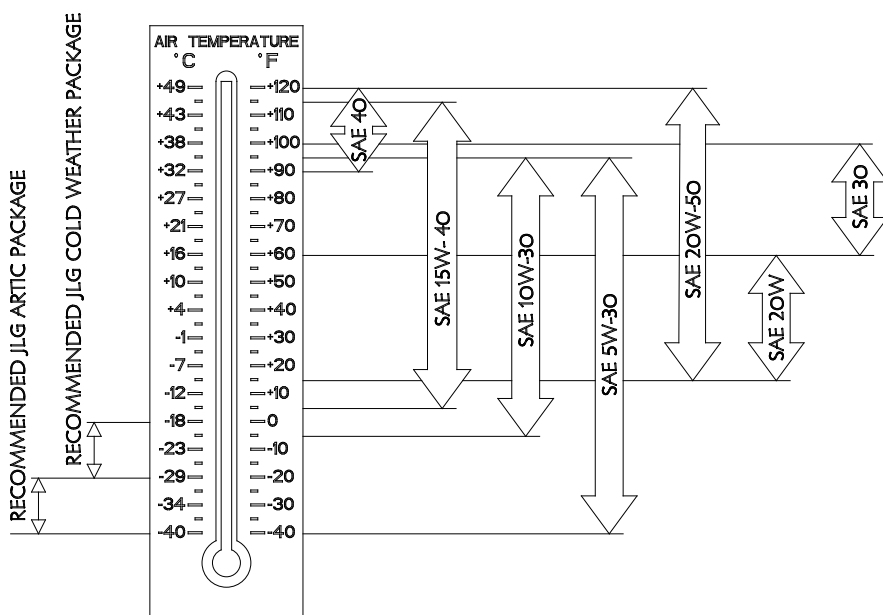 AIR TEMPERATURE
°C °F
+49 +120
+43 +110
+38 +100
+32 +90
+27 +80
+21 +70
+16 +60
+10 +50
+4 +40
-1 +30
-7 +20
-12 +10
-18 0
-23 -10
-29 -20
-34 -30
-40 -40
RECOMMENDED JLG ARTIC PACKAGE
RECOMMENDED JLG COLD WEATHER PACKAGE
SAE 40
SAE 15W-40
SAE 10W-30
SAE 5W-30
SAE 20W-50
SAE 20W
SAE 30